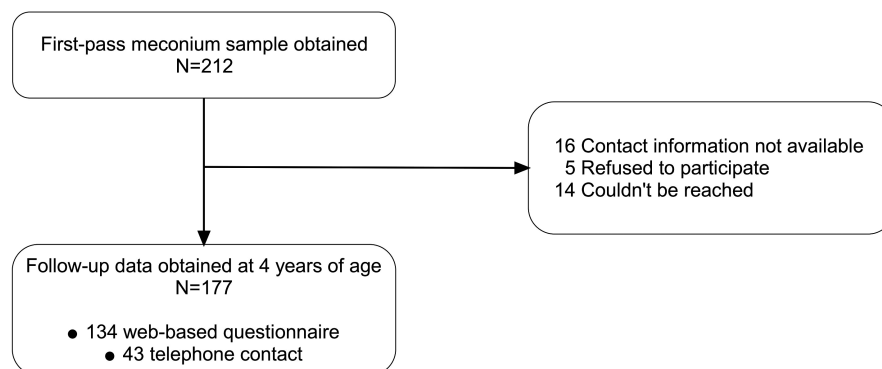 First-pass meconium sample obtained
N=212
16 Contact information not available
5 Refused to participate
14 Couldn't be reached
Follow-up data obtained at 4 years of age
N=177
● 134 web-based questionnaire
● 43 telephone contact